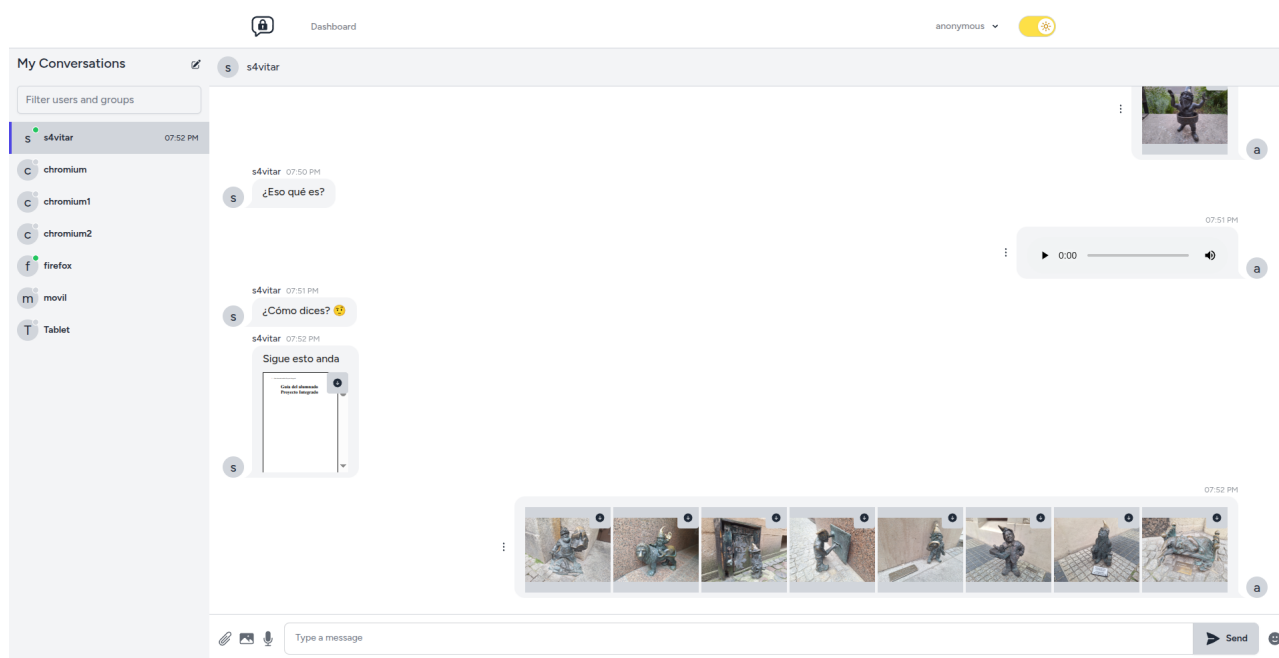 Dashboard
anonymous
My Conversations
s
s4vitar
Filter users and groups
s
s4vitar
07:52 PM
c
chromium
c
chromium1
c
chromium2
f
firefox
m
movil
T
Tablet
a
s4vitar 07:50 PM
s
¿Eso qué es?
07:51 PM
0:00
a
s4vitar 07:51 PM
s
¿Cómo dices? 🤨
s4vitar 07:52 PM
Sigue esto anda
Guía del alumnado
Proyecto Integrado
s
07:52 PM
a
Type a message
Send